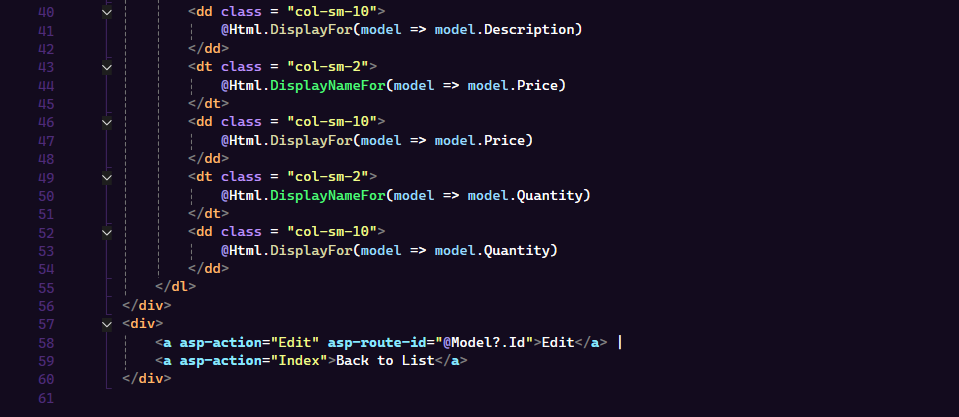 40 <dd class = "col-sm-10">
41 @Html.DisplayFor(model => model.Description)
42 </dd>
43 <dt class = "col-sm-2">
44 @Html.DisplayNameFor(model => model.Price)
45 </dt>
46 <dd class = "col-sm-10">
47 @Html.DisplayFor(model => model.Price)
48 </dd>
49 <dt class = "col-sm-2">
50 @Html.DisplayNameFor(model => model.Quantity)
51 </dt>
52 <dd class = "col-sm-10">
53 @Html.DisplayFor(model => model.Quantity)
54 </dd>
55 </dl>
56 </div>
57 <div>
58 <a asp-action="Edit" asp-route-id="@Model?.Id">Edit</a> |
59 <a asp-action="Index">Back to List</a>
60 </div>
61